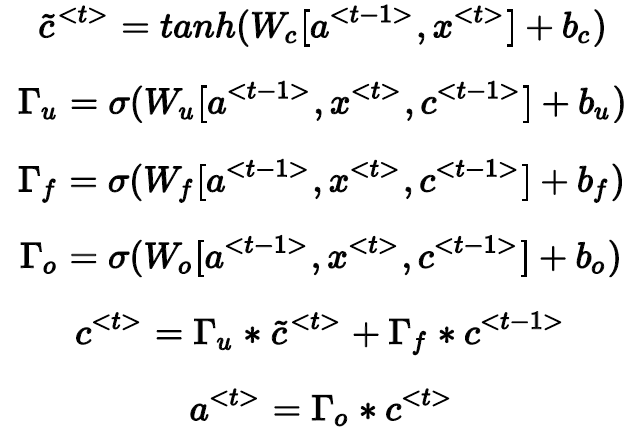 c̃^{<t>} = tanh(W_c[a^{<t−1>}, x^{<t>}] + b_c)
Γ_u = σ(W_u[a^{<t−1>}, x^{<t>}, c^{<t−1>}] + b_u)
Γ_f = σ(W_f[a^{<t−1>}, x^{<t>}, c^{<t−1>}] + b_f)
Γ_o = σ(W_o[a^{<t−1>}, x^{<t>}, c^{<t−1>}] + b_o)
c^{<t>} = Γ_u * c̃^{<t>} + Γ_f * c^{<t−1>}
a^{<t>} = Γ_o * c^{<t>}